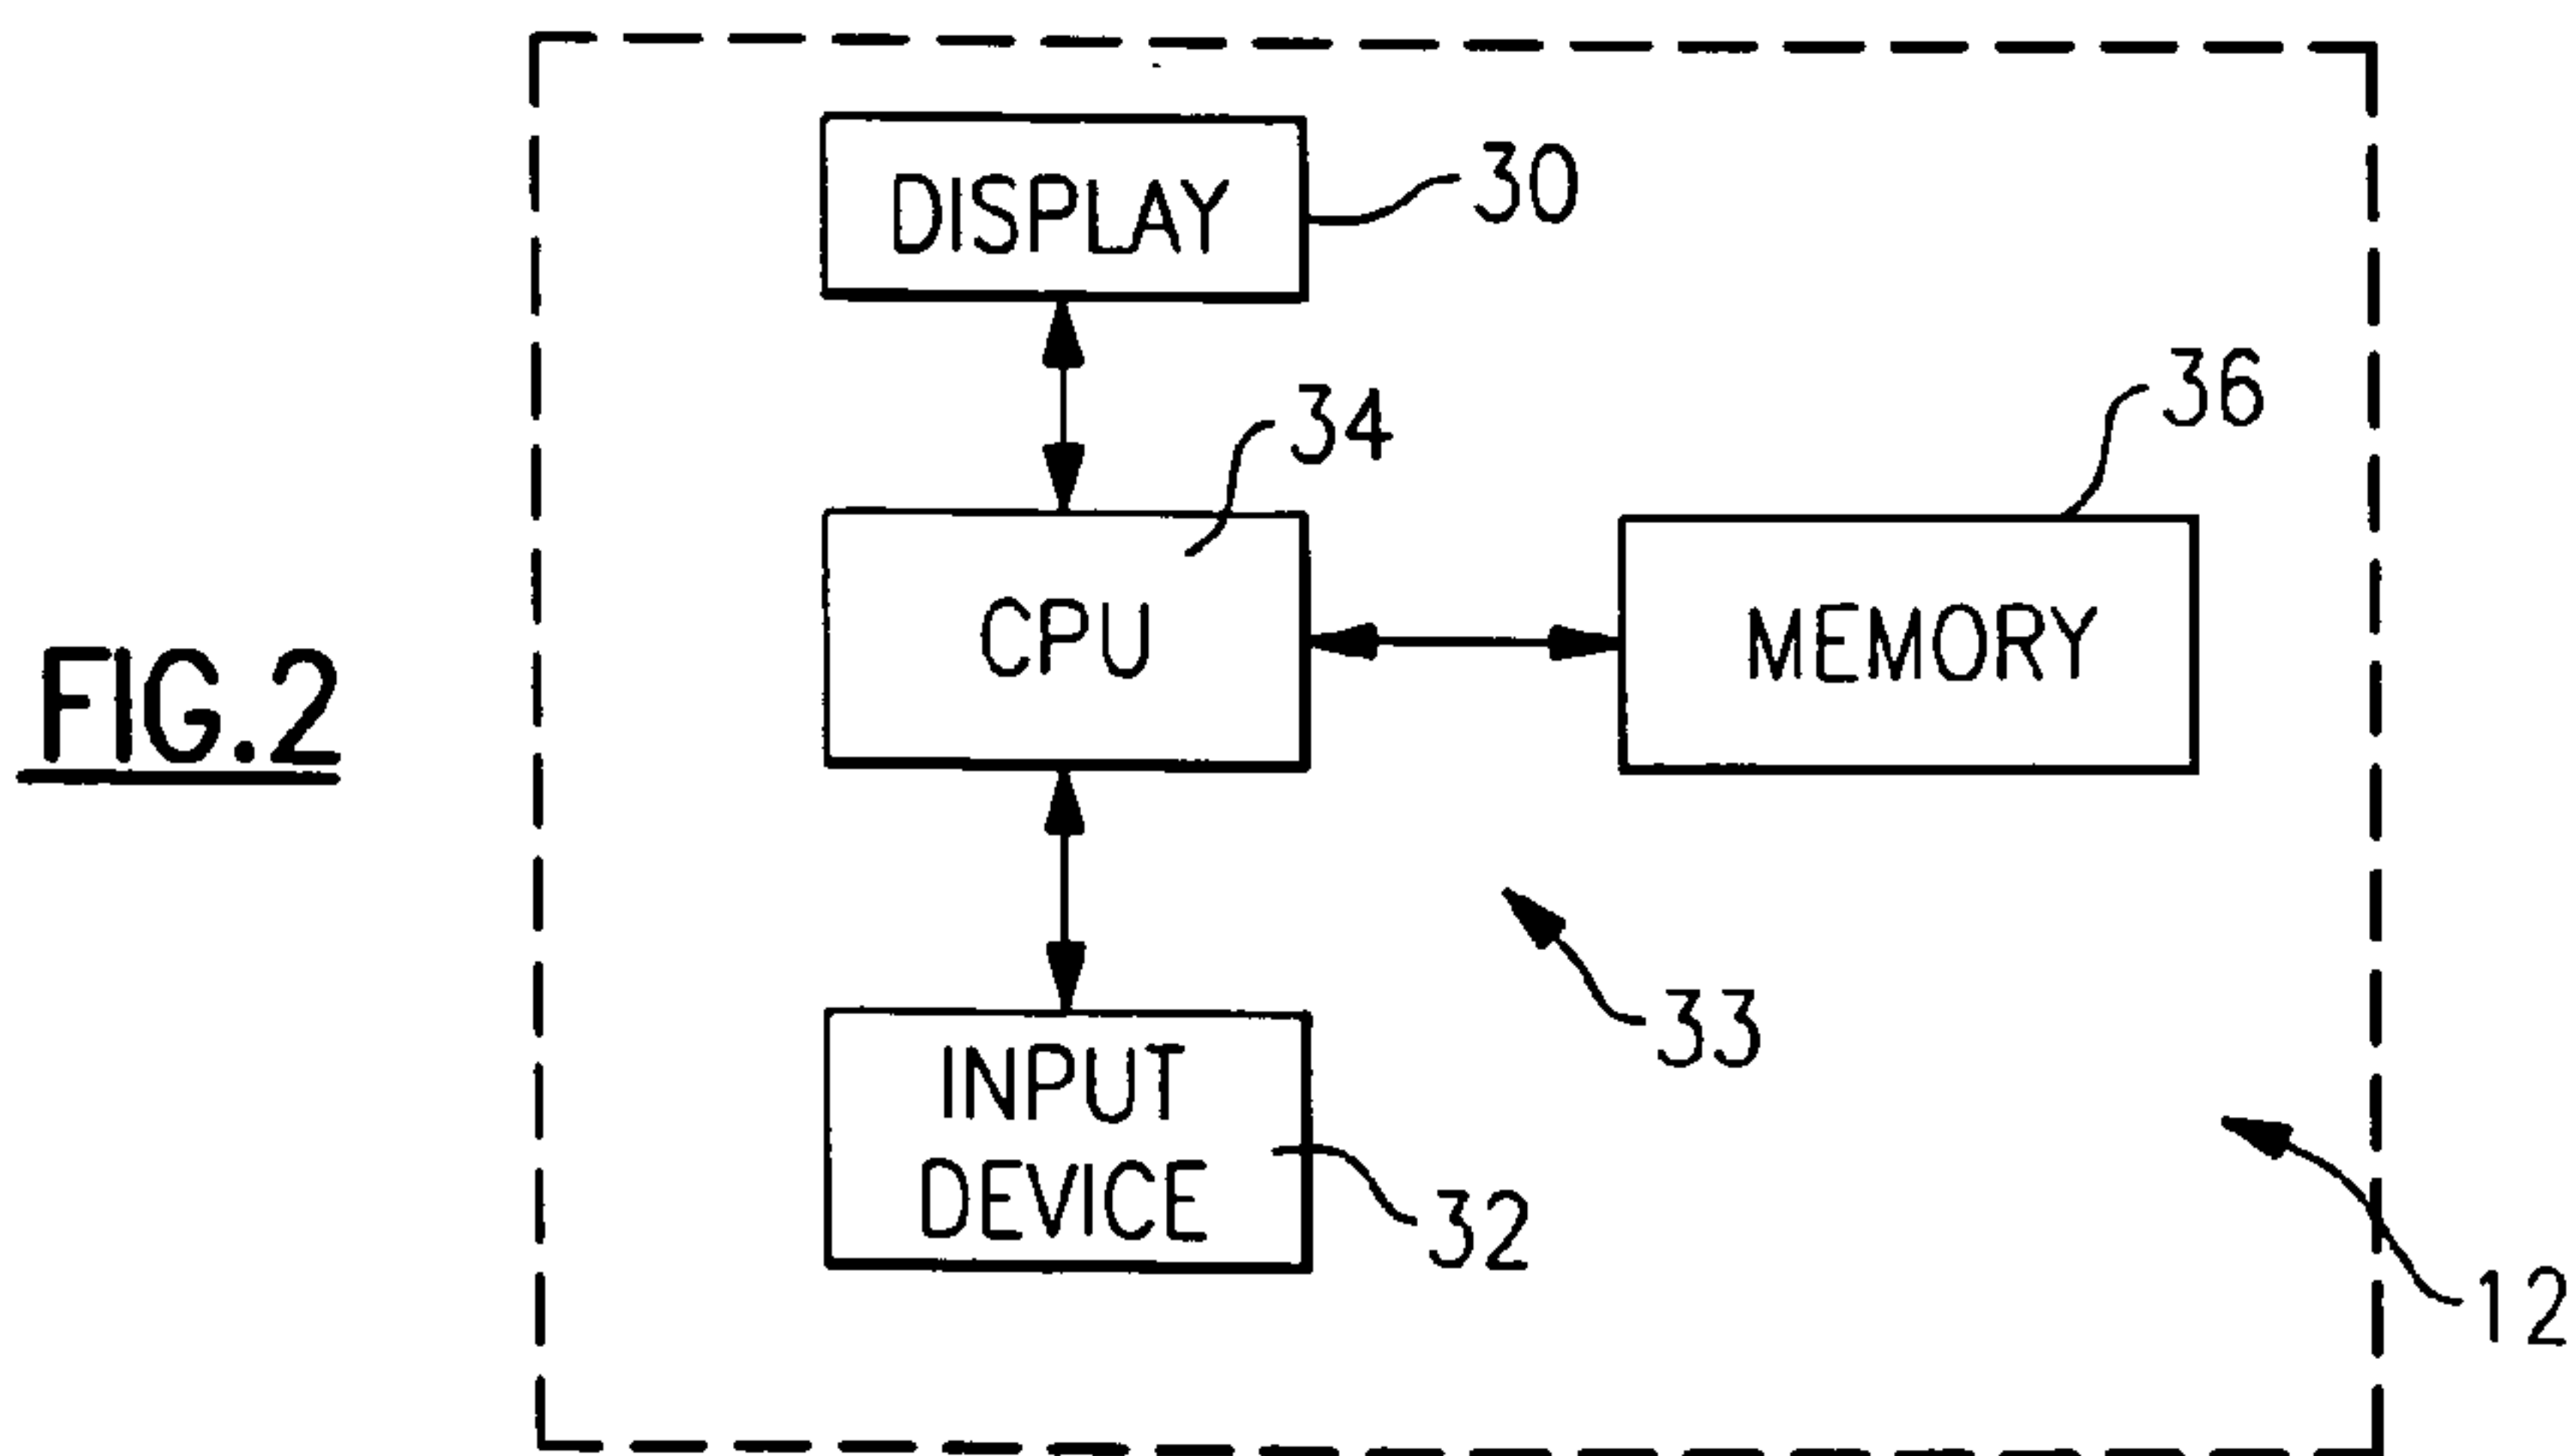 DISPLAY
30
34
36
CPU
MEMORY
FIG.2
33
INPUT
DEVICE
32
12